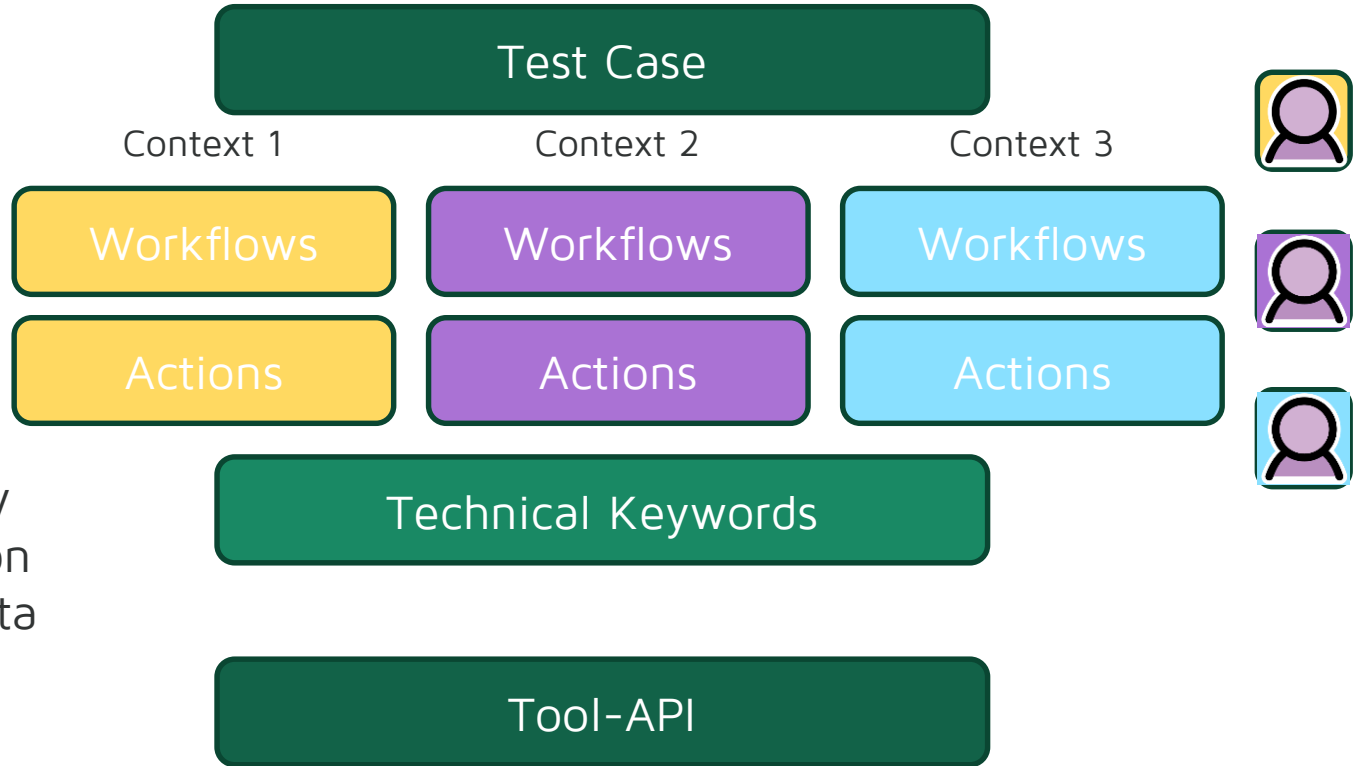 Test Case
Context 1
Context 2
Context 3
Workflows
Workflows
Workflows
Actions
Actions
Actions
Technical Keywords
Tool-API